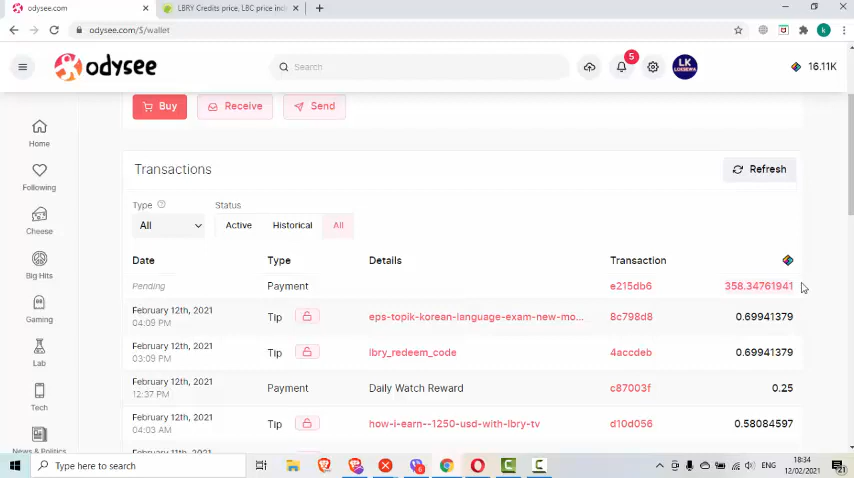 odysee.com
LBRY Credits price, LBC price ind
odysee.com/$/wallet
k
odysee
Search
5
LK
LOKSEWA
16.11K
Buy
Receive
Send
Home
Following
Cheese
Big Hits
Gaming
Lab
Tech
News & Politics
Transactions
Refresh
Type
Status
All
Active
Historical
All
Date
Type
Details
Transaction
Pending
Payment
e215db6
358.34761941
February 12th, 2021
04:09 PM
Tip
eps-topik-korean-language-exam-new-mo...
8c798d8
0.69941379
February 12th, 2021
03:09 PM
Tip
lbry_redeem_code
4accdeb
0.69941379
February 12th, 2021
12:37 PM
Payment
Daily Watch Reward
c87003f
0.25
February 12th, 2021
04:03 AM
Tip
how-i-earn--1250-usd-with-lbry-tv
d10d056
0.58084597
Type here to search
6
ENG
18:34
12/02/2021
21